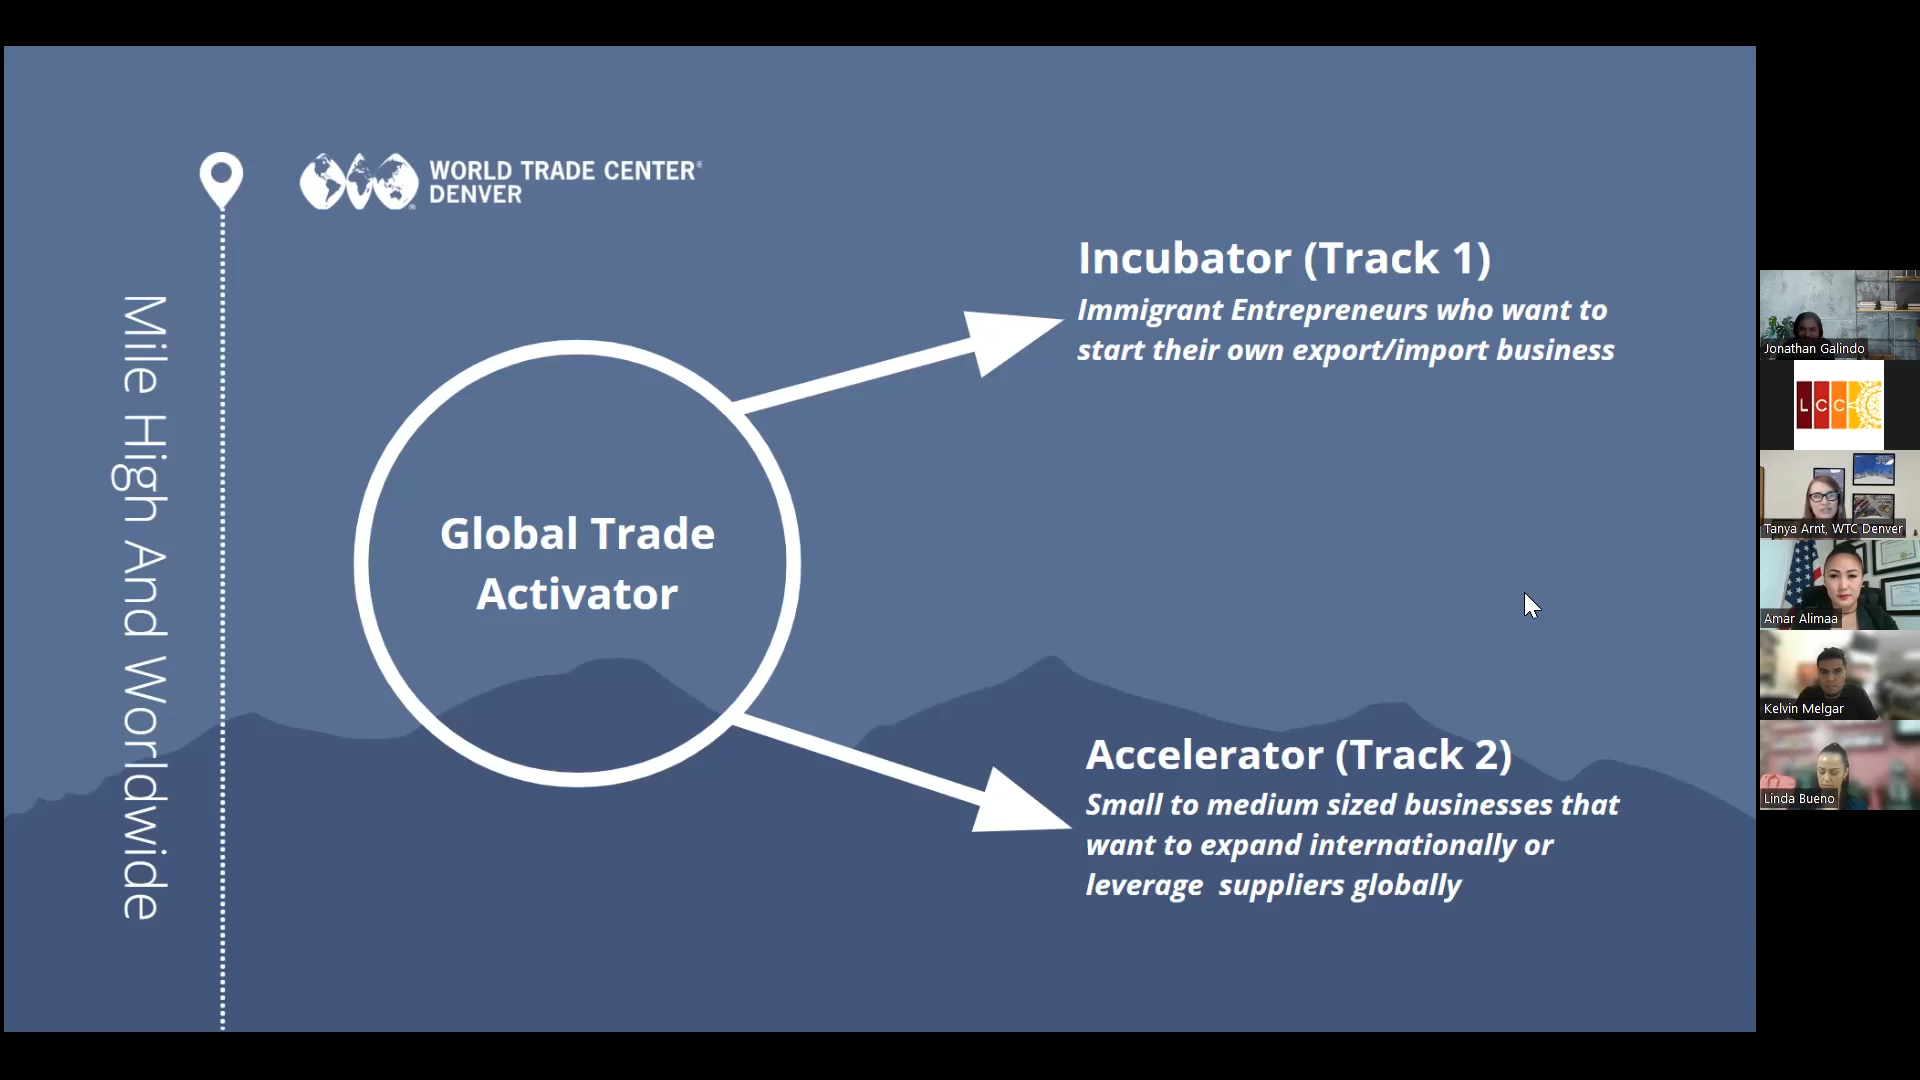 WORLD TRADE CENTER®
DENVER
Mile High And Worldwide
Global Trade
Activator
Incubator (Track 1)
Immigrant Entrepreneurs who want to
start their own export/import business
Accelerator (Track 2)
Small to medium sized businesses that
want to expand internationally or
leverage suppliers globally
Jonathan Galindo
LCC
Tanya Arnt, WTC Denver
Amar Alimaa
Kelvin Melgar
Linda Bueno